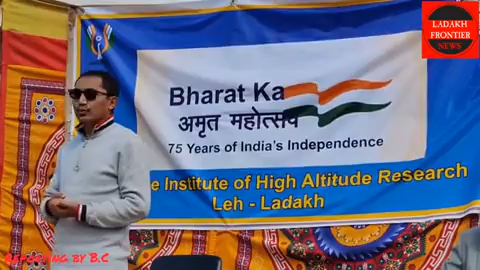 LADAKH
FRONTIER
NEWS
Bharat Ka
अमृत महोत्सव
75 Years of India's Independence
e Institute of High Altitude Research
Leh - Ladakh
REPORTING BY B.C